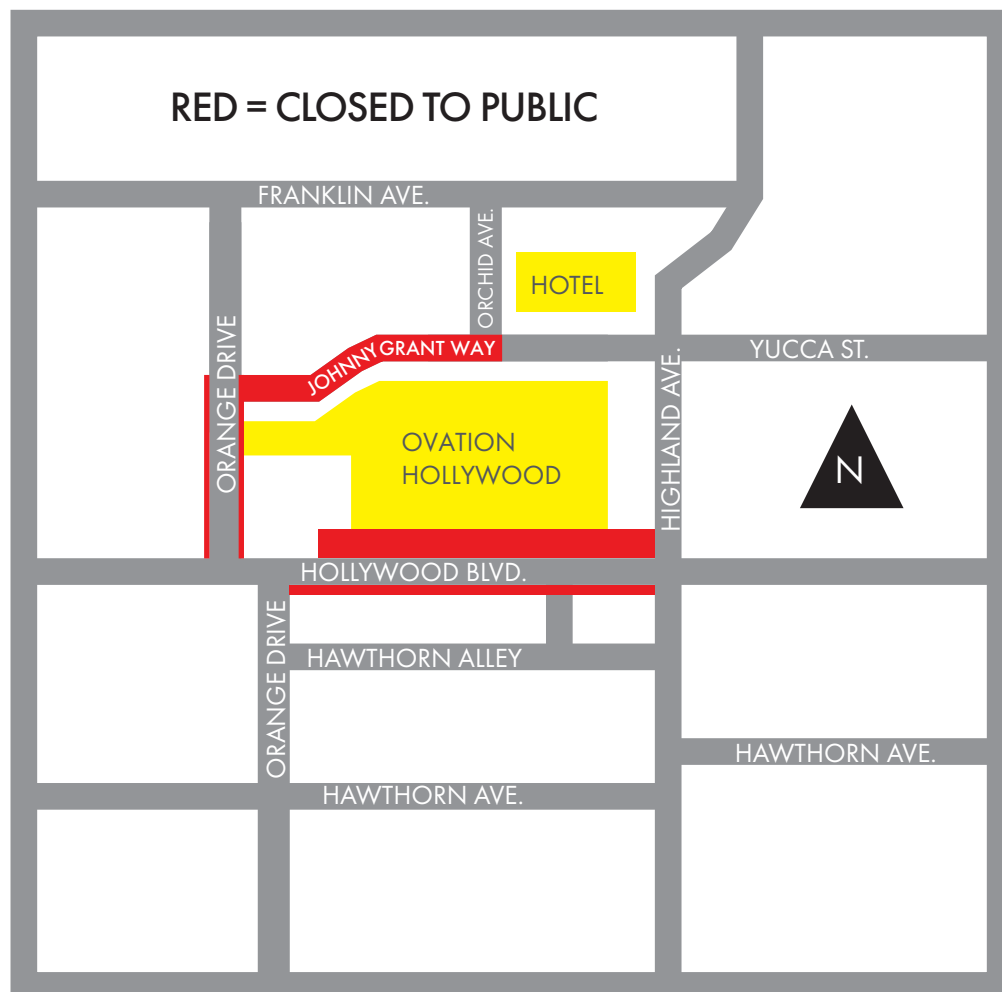 RED = CLOSED TO PUBLIC
FRANKLIN AVE.
ORCHID AVE.
HOTEL
ORANGE DRIVE
JOHNNY GRANT WAY
YUCCA ST.
HIGHLAND AVE.
OVATION
HOLLYWOOD
N
HOLLYWOOD BLVD.
ORANGE DRIVE
HAWTHORN ALLEY
HAWTHORN AVE.
HAWTHORN AVE.